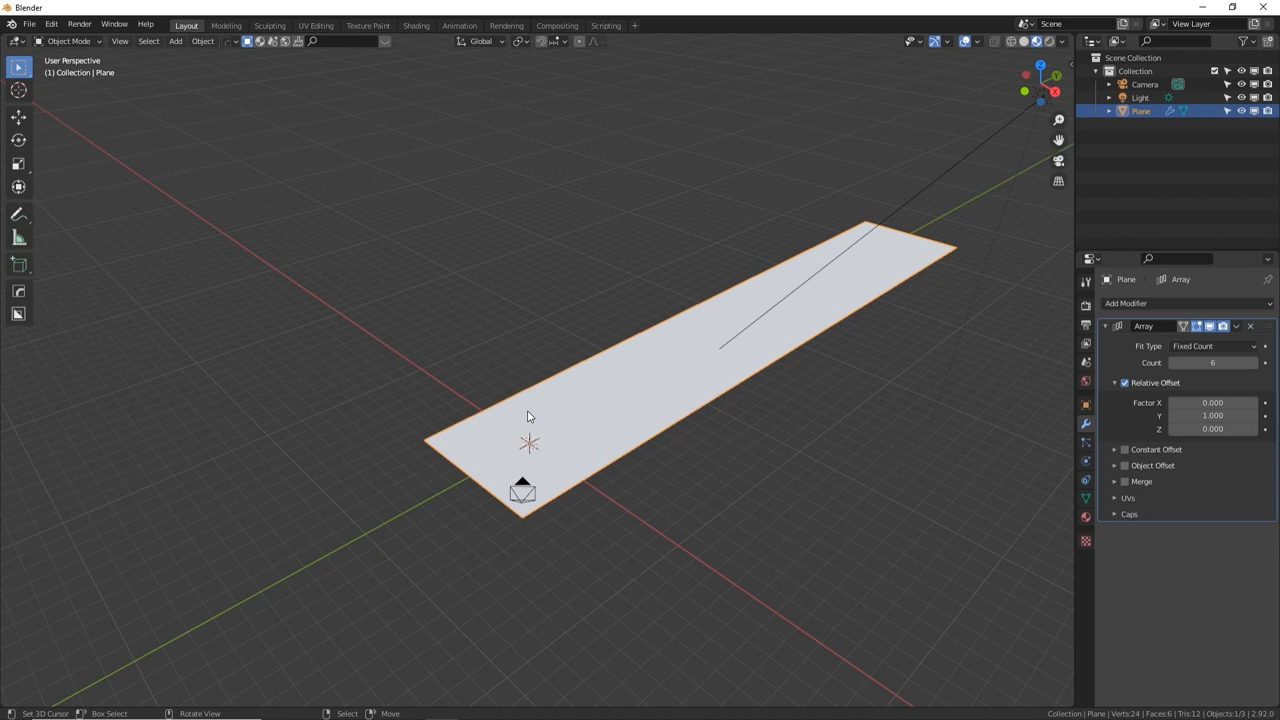 Blender
File Edit Render Window Help Layout Modeling Sculpting UV Editing Texture Paint Shading Animation Rendering Compositing Scripting + Scene View Layer
Object Mode View Select Add Object Global
User Perspective
(1) Collection | Plane
Z
Y
X
Scene Collection
Collection
Camera
Light
Plane
Plane > Array
Add Modifier
Array
Fit Type Fixed Count
Count 6
Relative Offset
Factor X 0.000
Y 1.000
Z 0.000
Constant Offset
Object Offset
Merge
UVs
Caps
Set 3D Cursor Box Select Rotate View Select Move Collection | Plane | Verts:24 | Faces:6 | Tris:12 | Objects:1/3 | 2.92.0